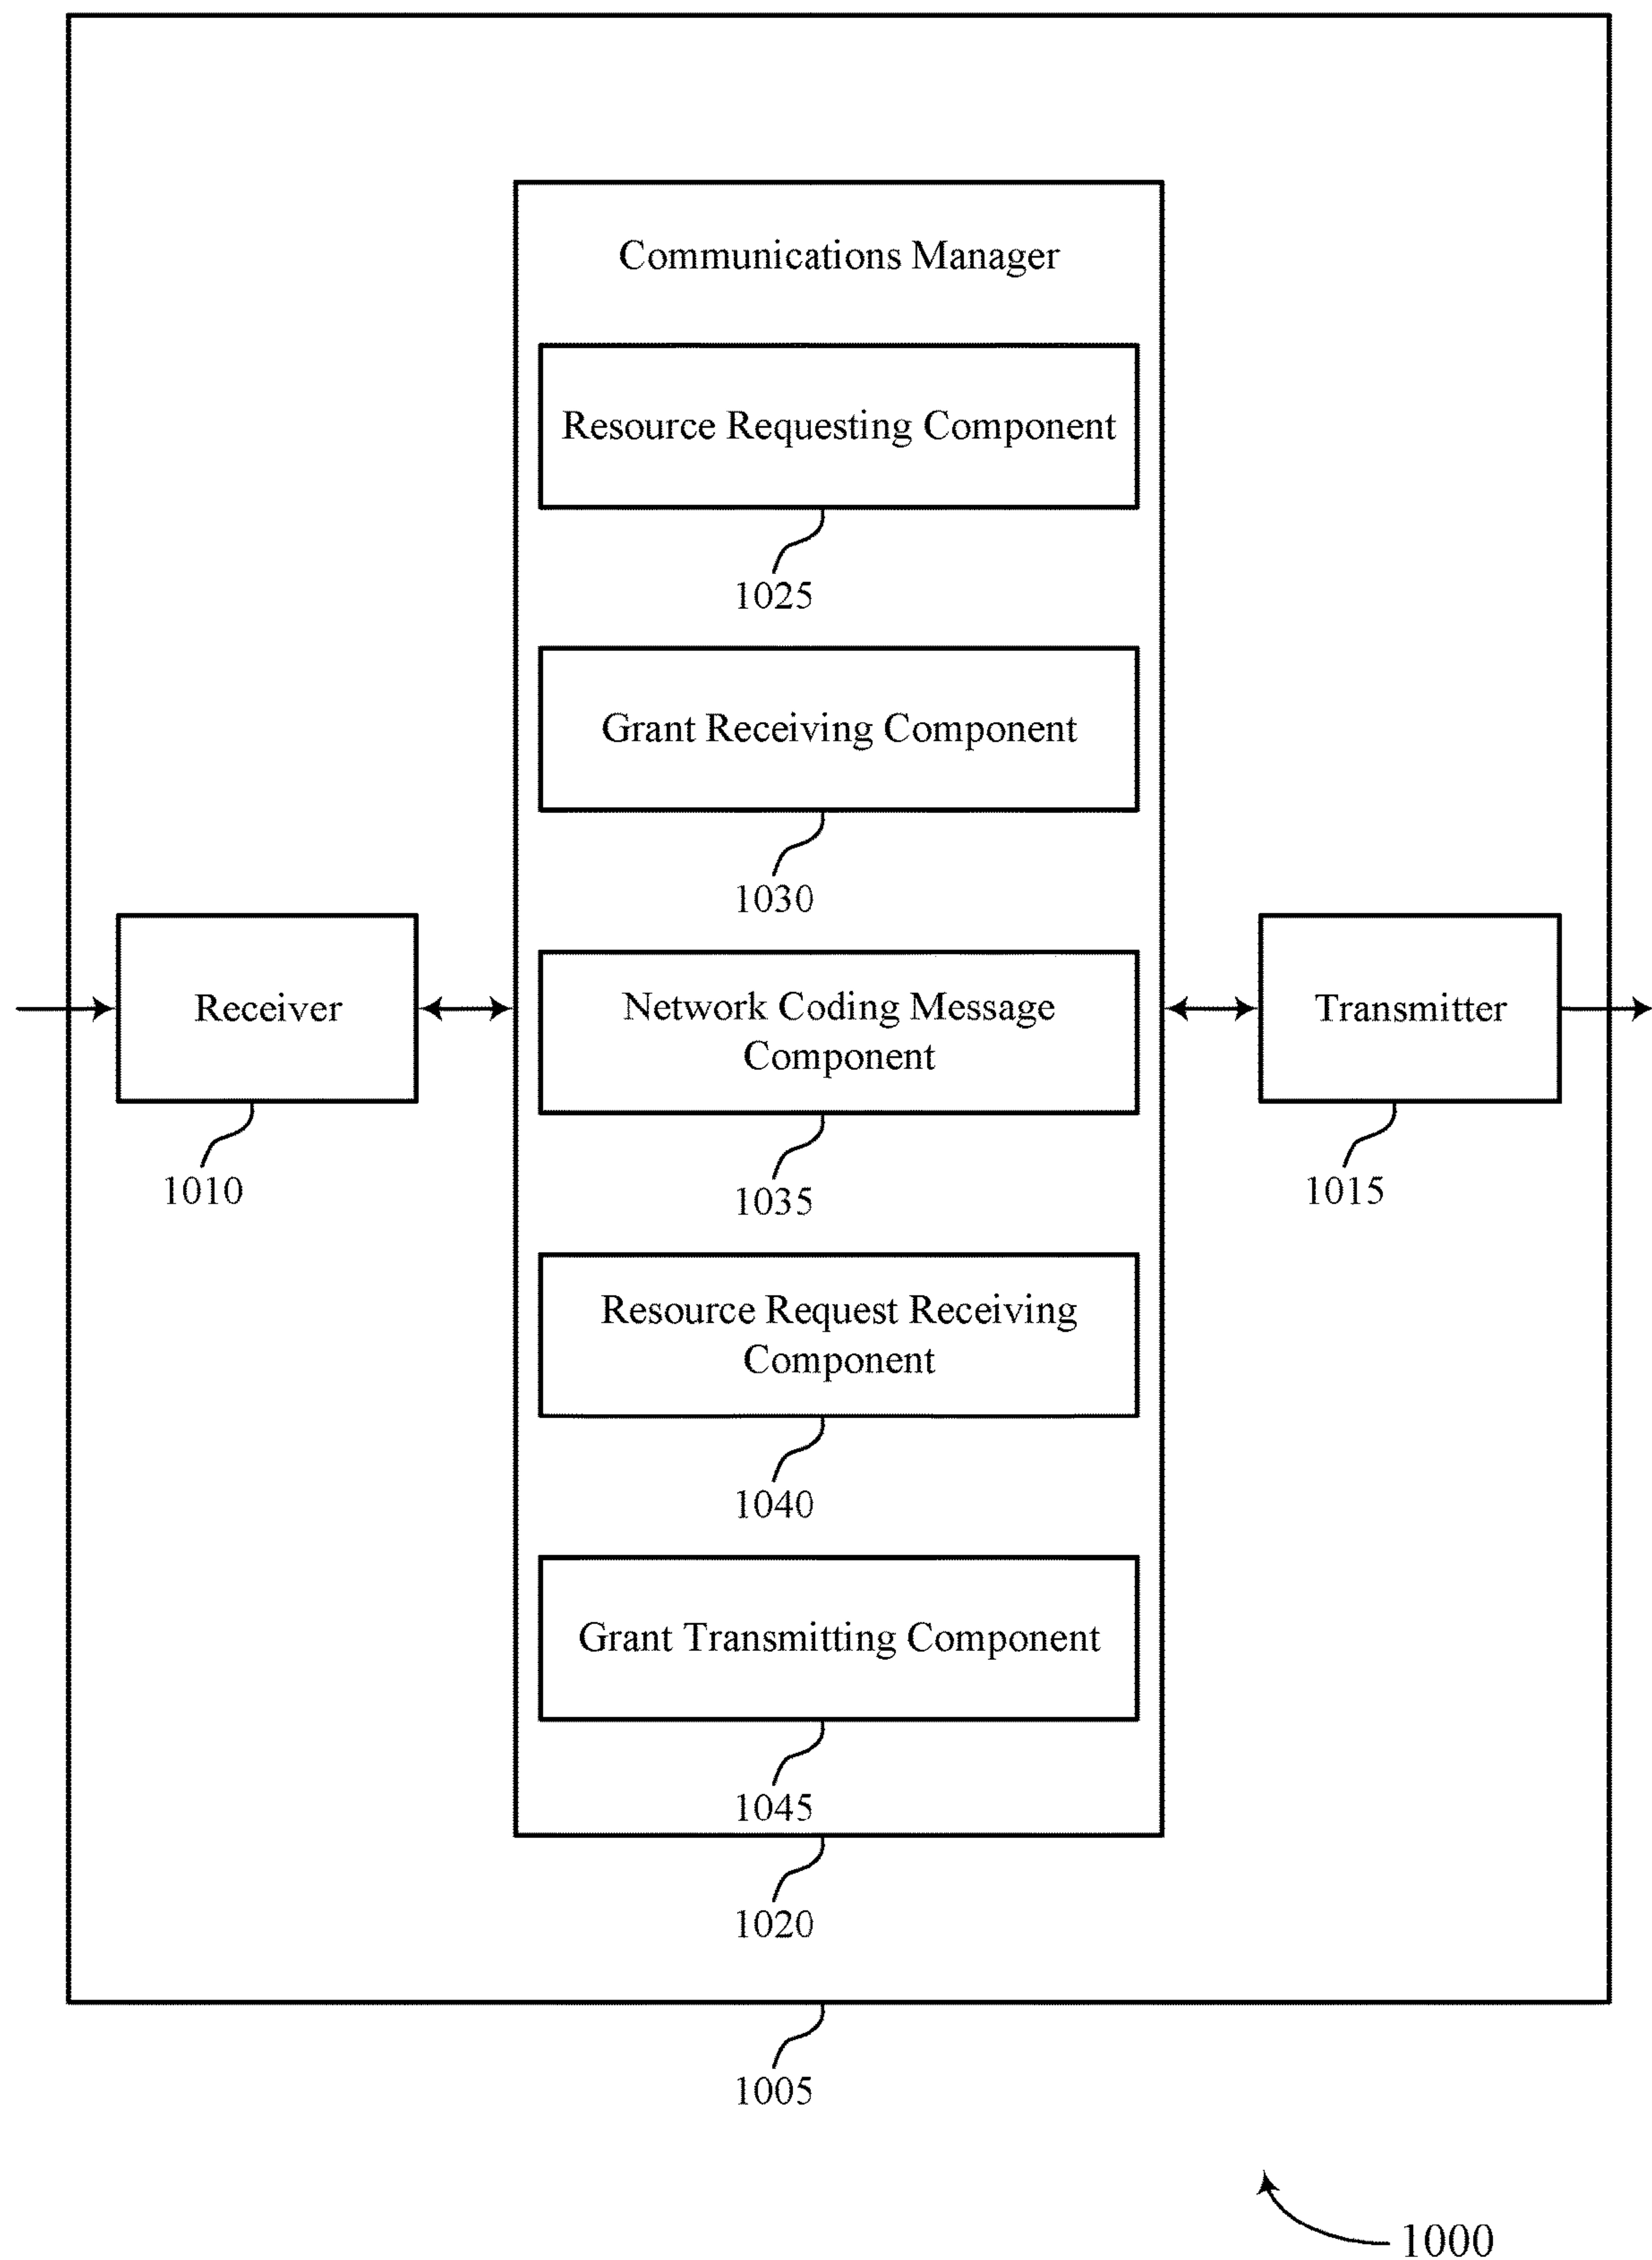 Communications Manager
Resource Requesting Component
1025
Grant Receiving Component
1030
Receiver
1010
Network Coding Message
Component
1035
Transmitter
1015
Resource Request Receiving
Component
1040
Grant Transmitting Component
1045
1020
1005
1000